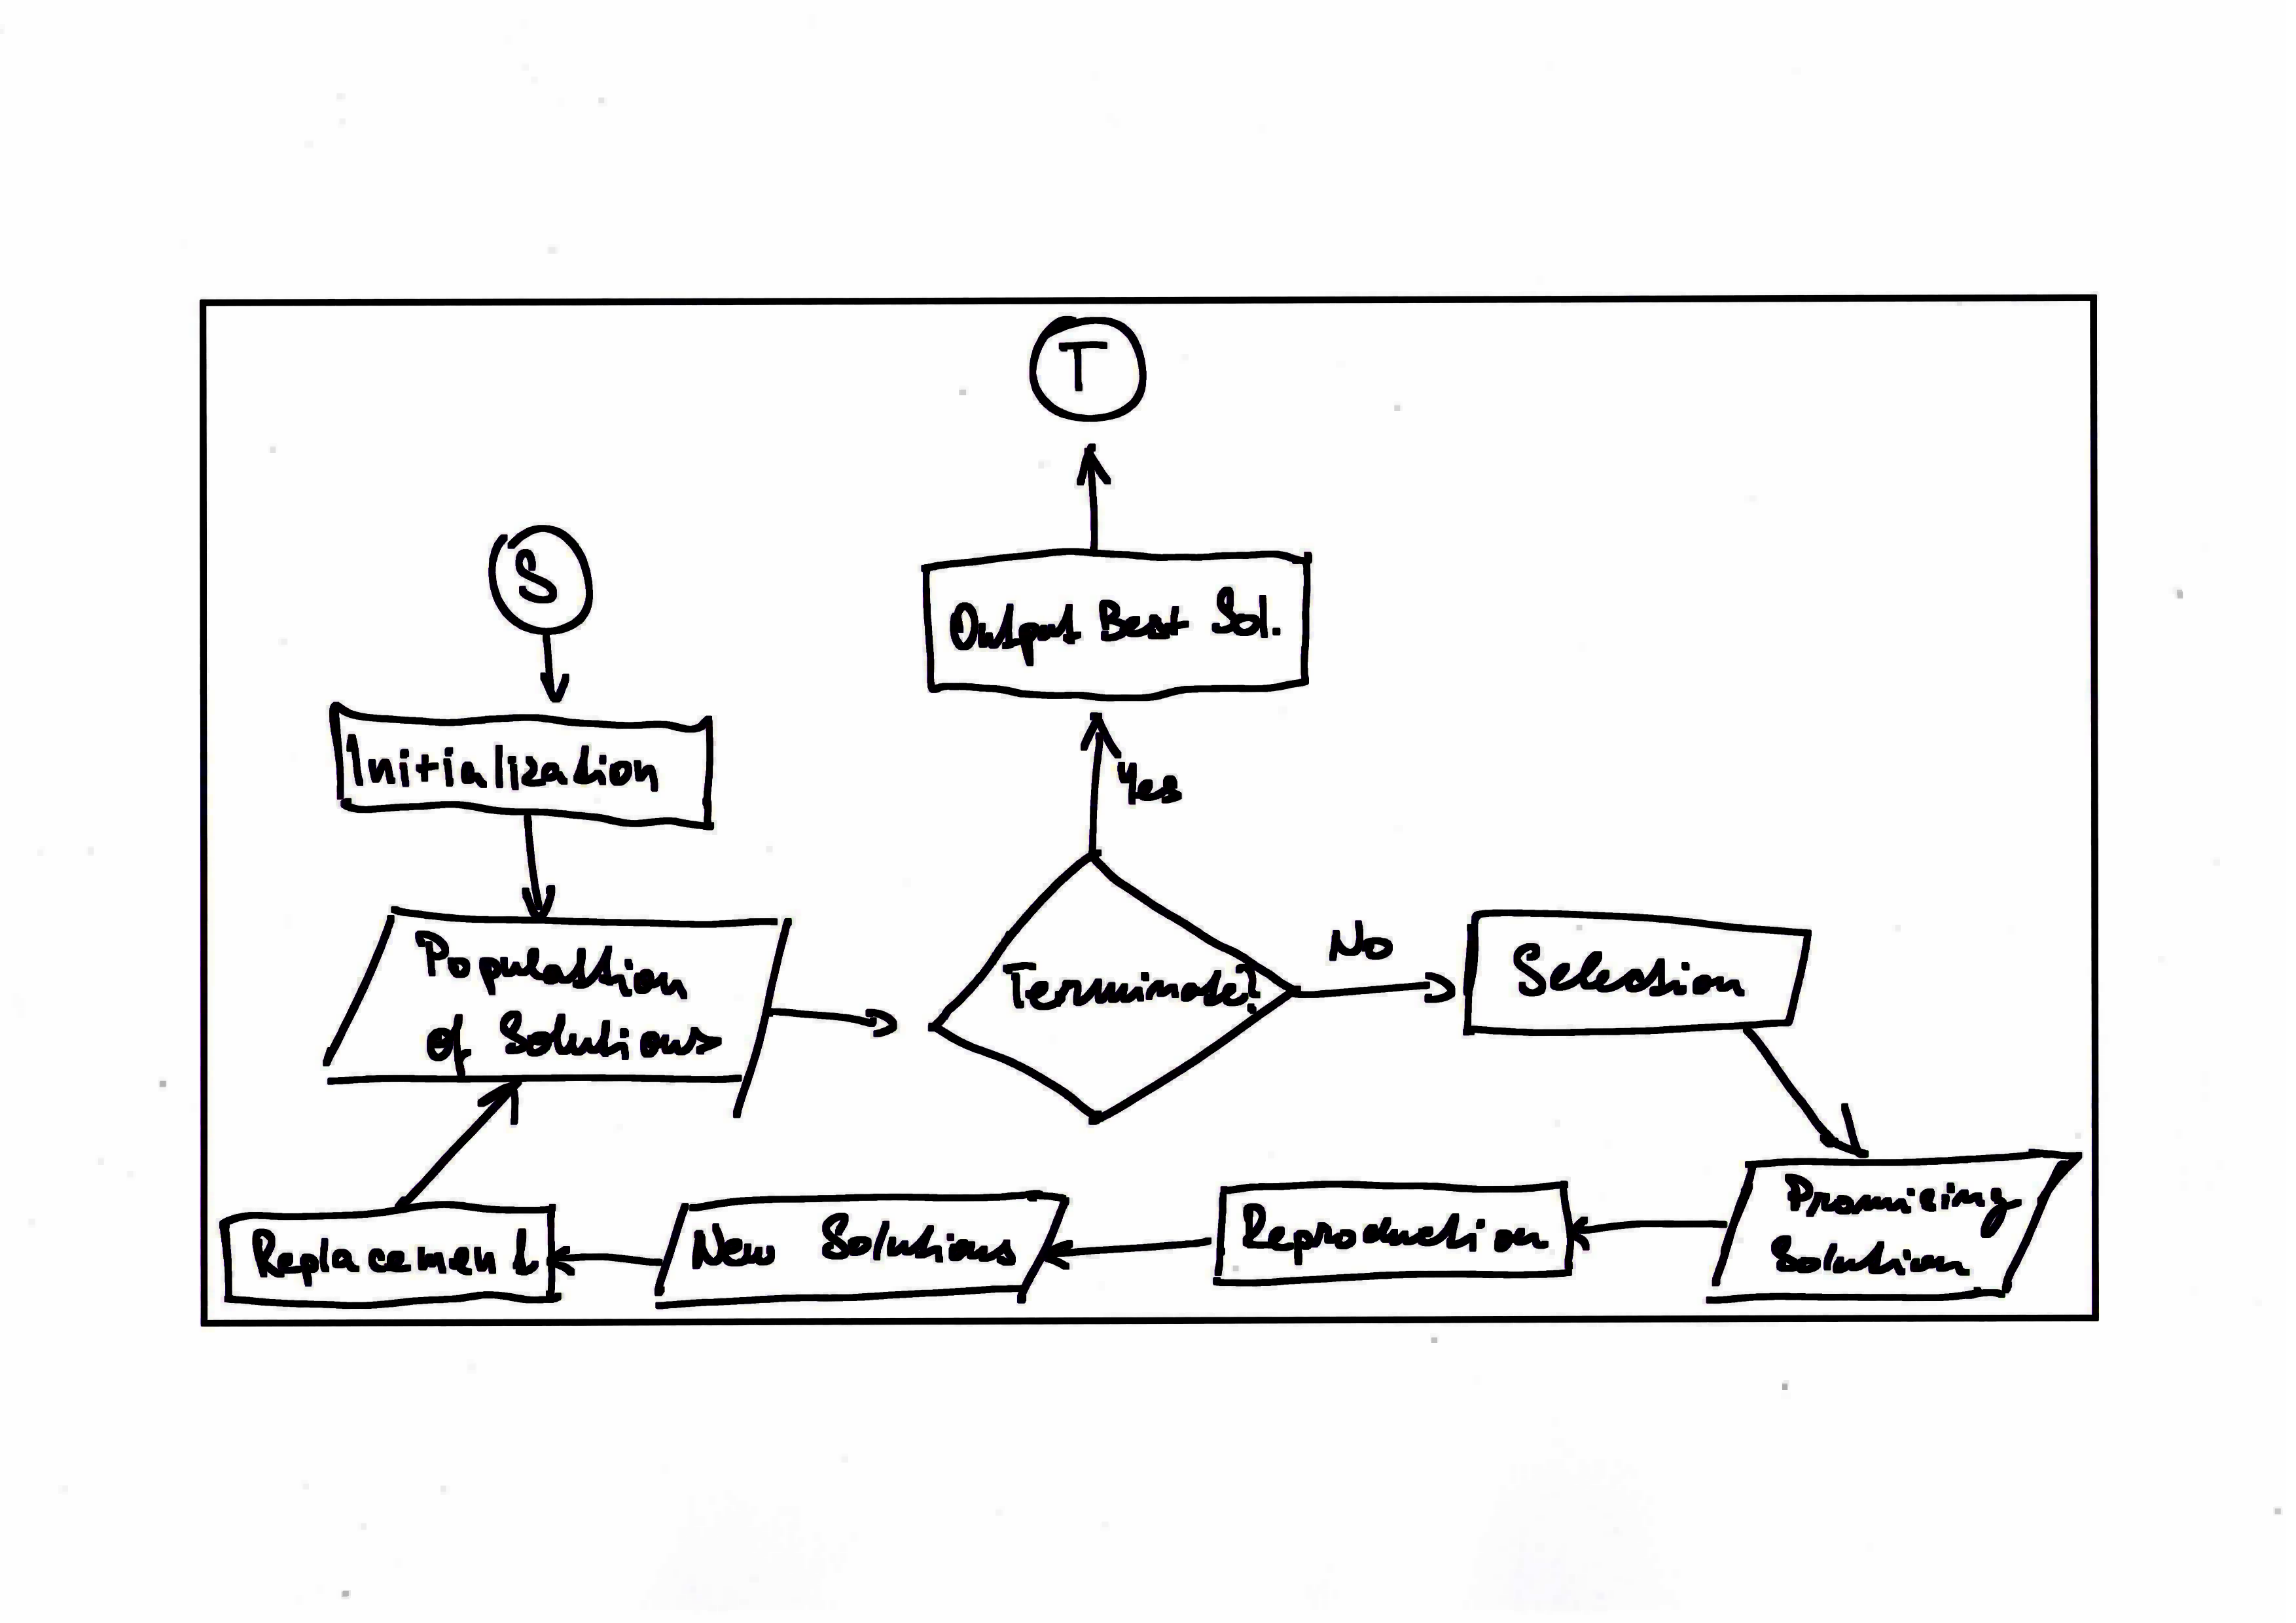 T
S
Output Best Sol.
Initialization
Yes
Population
of Solutions
Terminate?
No
Selection
Promising
Solution
Reproduction
New Solutions
Replacement